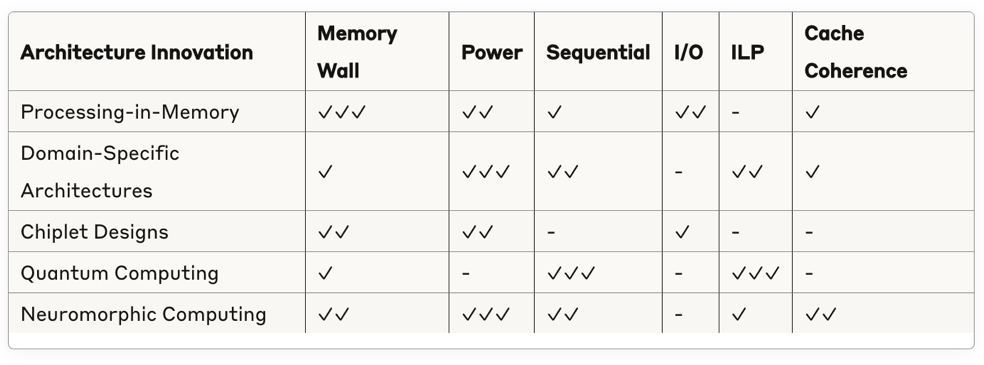 Architecture Innovation | Memory Wall | Power | Sequential | I/O | ILP | Cache Coherence
Processing-in-Memory | ✓✓✓ | ✓✓ | ✓ | ✓✓ | - | ✓
Domain-Specific Architectures | ✓ | ✓✓✓ | ✓✓ | - | ✓✓ | ✓
Chiplet Designs | ✓✓ | ✓✓ | - | ✓ | - | -
Quantum Computing | ✓ | - | ✓✓✓ | - | ✓✓✓ | -
Neuromorphic Computing | ✓✓ | ✓✓✓ | ✓✓ | - | ✓ | ✓✓